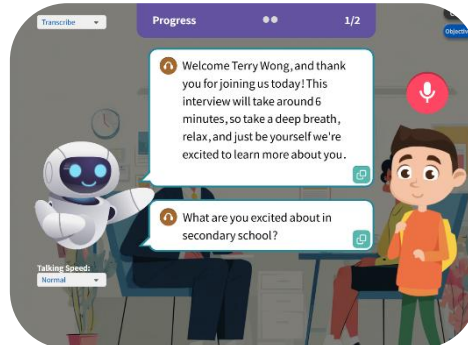 Transcribe
Progress
1/2
Objectiv
Welcome Terry Wong, and thank
you for joining us today! This
interview will take around 6
minutes, so take a deep breath,
relax, and just be yourself we're
excited to learn more about you.
What are you excited about in
secondary school?
Talking Speed:
Normal